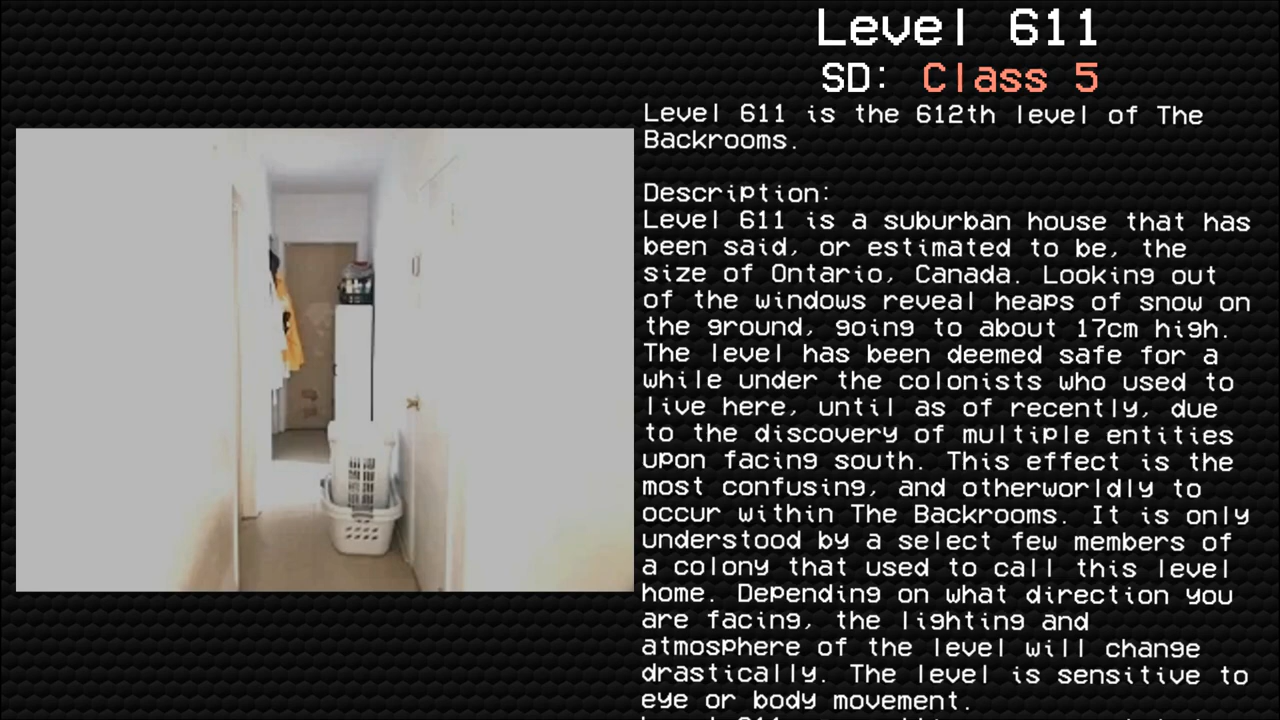 Level 611
SD: Class 5
Level 611 is the 612th level of The
Backrooms.
Description:
Level 611 is a suburban house that has
been said, or estimated to be, the
size of Ontario, Canada. Looking out
of the windows reveal heaps of snow on
the ground, going to about 17cm high.
The level has been deemed safe for a
while under the colonists who used to
live here, until as of recently, due
to the discovery of multiple entities
upon facing south. This effect is the
most confusing, and otherworldly to
occur within The Backrooms. It is only
understood by a select few members of
a colony that used to call this level
home. Depending on what direction you
are facing, the lighting and
atmosphere of the level will change
drastically. The level is sensitive to
eye or body movement.